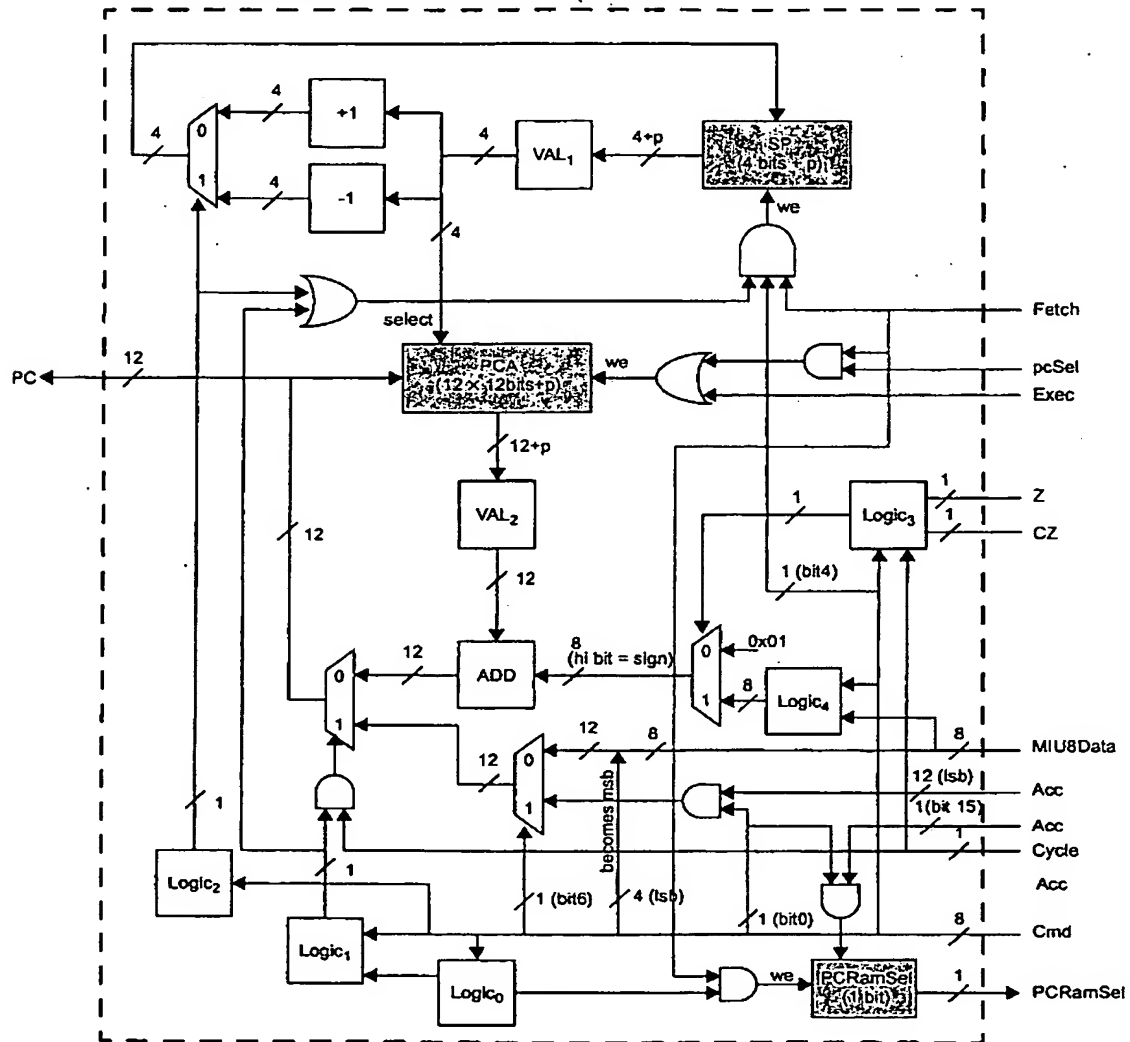 4
+1
0
4
4
VAL₁
4+p
SP
(4 bits + p)
1
4
-1
we
4
select
Fetch
12
PC
PCA
(12 × 12bits+p)
we
pcSel
Exec
12+p
1
Z
1
Logic₃
VAL₂
1
CZ
12
12
1 (bit4)
0x01
8
(hi bit = sign)
0
12
ADD
0
8
Logic₄
1
1
12
8
8
MIU8Data
0
12
12 (lsb)
Acc
1
1(bit 15)
Acc
1
becomes msb
1
Cycle
Logic₂
1
Acc
1 (bit6)
4 (lsb)
1 (bit0)
8
Cmd
Logic₁
we
PCRamSel
(1 bit)
1
PCRamSel
Logic₀